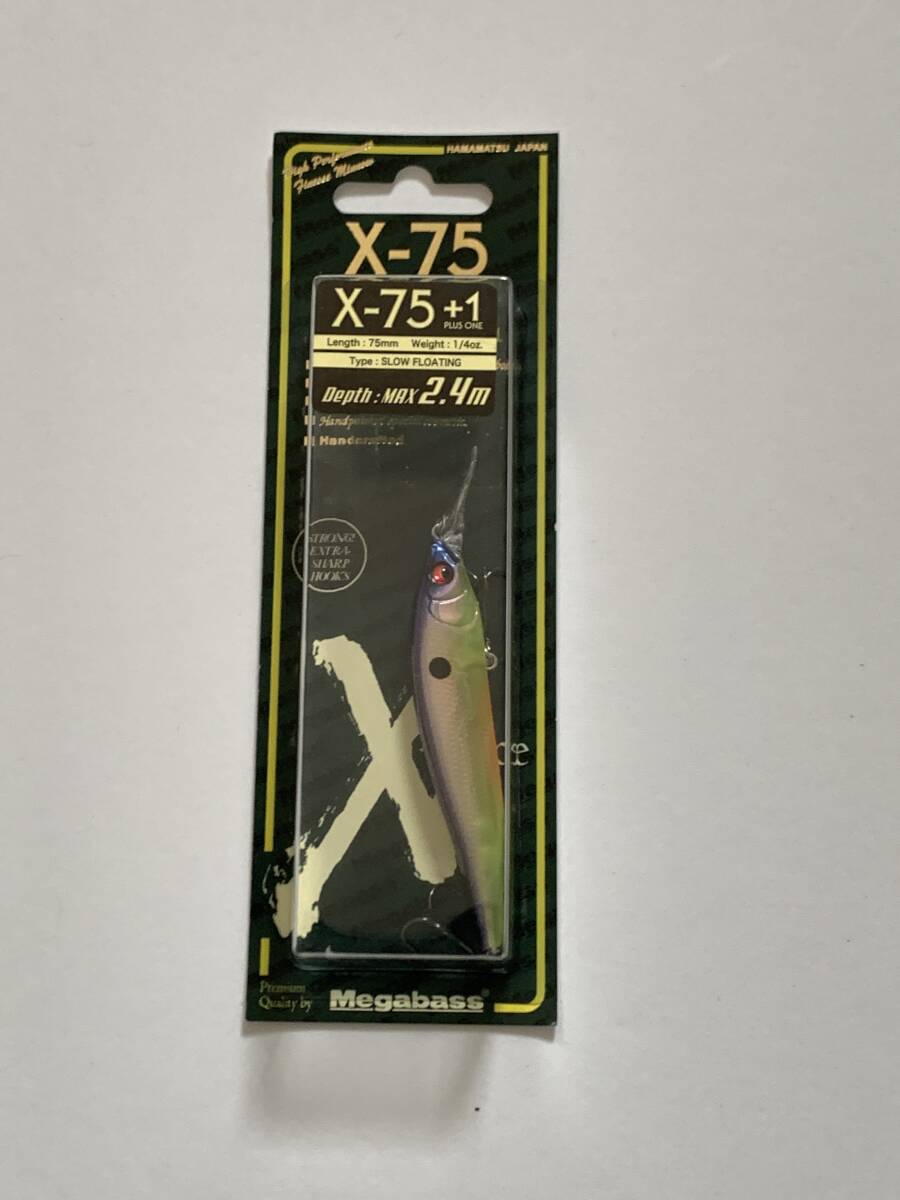 High Performance
Finesse Minnow
HAMAMATSU JAPAN
X-75
X-75 +1
PLUS ONE
Length : 75mm Weight : 1/4oz.
Type : SLOW FLOATING
Depth : MAX 2.4m
Handcrafted
STRONG!
EXTRA-
SHARP
HOOKS
X
Premium
Quality by
Megabass